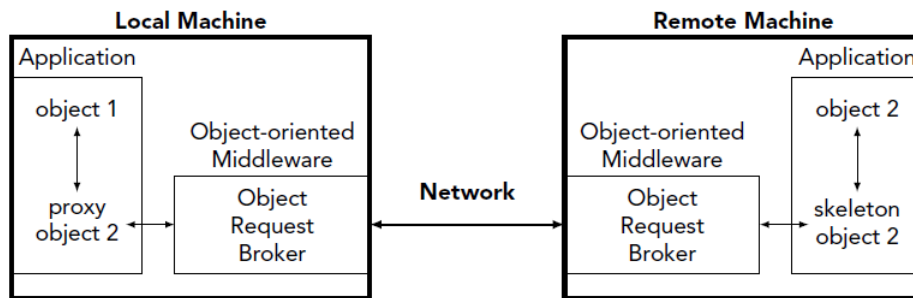 Local Machine
Application
object 1
proxy
object 2
Object-oriented
Middleware
Object
Request
Broker
Network
Remote Machine
Object-oriented
Middleware
Object
Request
Broker
Application
object 2
skeleton
object 2